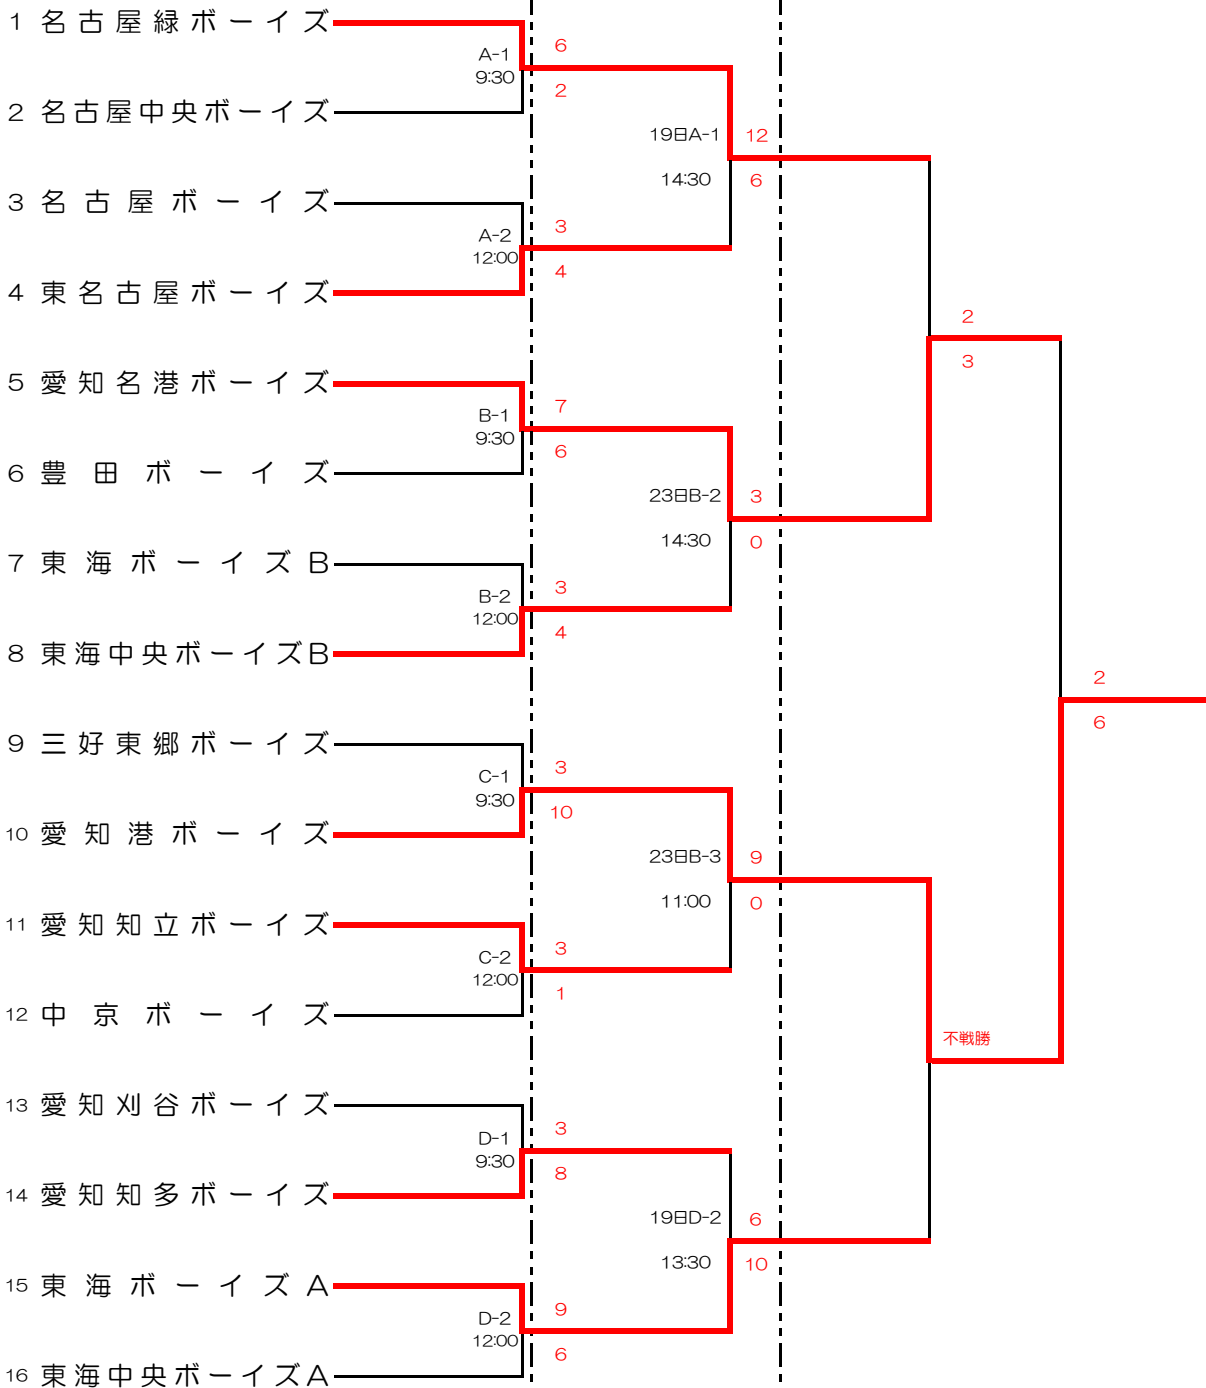 1 名古屋緑ボーイズ
A-1
9:30
6
2
2 名古屋中央ボーイズ
19日A-1
14:30
12
6
3 名古屋ボーイズ
A-2
12:00
3
4
4 東名古屋ボーイズ
2
3
5 愛知名港ボーイズ
B-1
9:30
7
6
6 豊田ボーイズ
23日B-2
14:30
3
0
7 東海ボーイズB
B-2
12:00
3
4
8 東海中央ボーイズB
2
6
9 三好東郷ボーイズ
C-1
9:30
3
10
10 愛知港ボーイズ
23日B-3
11:00
9
0
11 愛知知立ボーイズ
C-2
12:00
3
1
12 中京ボーイズ
不戦勝
13 愛知刈谷ボーイズ
D-1
9:30
3
8
14 愛知知多ボーイズ
19日D-2
13:30
6
10
15 東海ボーイズA
D-2
12:00
9
6
16 東海中央ボーイズA